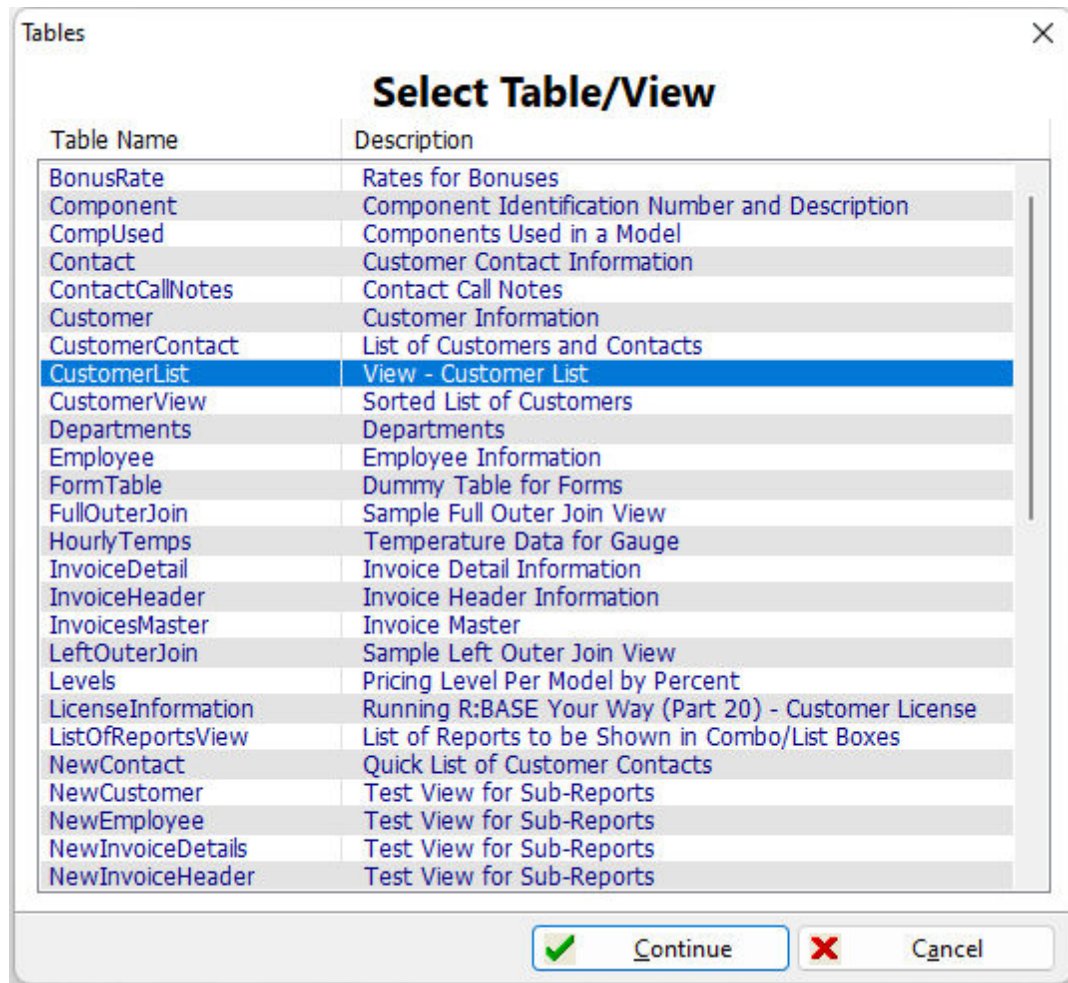 Tables
Select Table/View
Table Name Description
BonusRate Rates for Bonuses
Component Component Identification Number and Description
CompUsed Components Used in a Model
Contact Customer Contact Information
ContactCallNotes Contact Call Notes
Customer Customer Information
CustomerContact List of Customers and Contacts
CustomerList View - Customer List
CustomerView Sorted List of Customers
Departments Departments
Employee Employee Information
FormTable Dummy Table for Forms
FullOuterJoin Sample Full Outer Join View
HourlyTemps Temperature Data for Gauge
InvoiceDetail Invoice Detail Information
InvoiceHeader Invoice Header Information
InvoicesMaster Invoice Master
LeftOuterJoin Sample Left Outer Join View
Levels Pricing Level Per Model by Percent
LicenseInformation Running R:BASE Your Way (Part 20) - Customer License
ListOfReportsView List of Reports to be Shown in Combo/List Boxes
NewContact Quick List of Customer Contacts
NewCustomer Test View for Sub-Reports
NewEmployee Test View for Sub-Reports
NewInvoiceDetails Test View for Sub-Reports
NewInvoiceHeader Test View for Sub-Reports
Continue Cancel